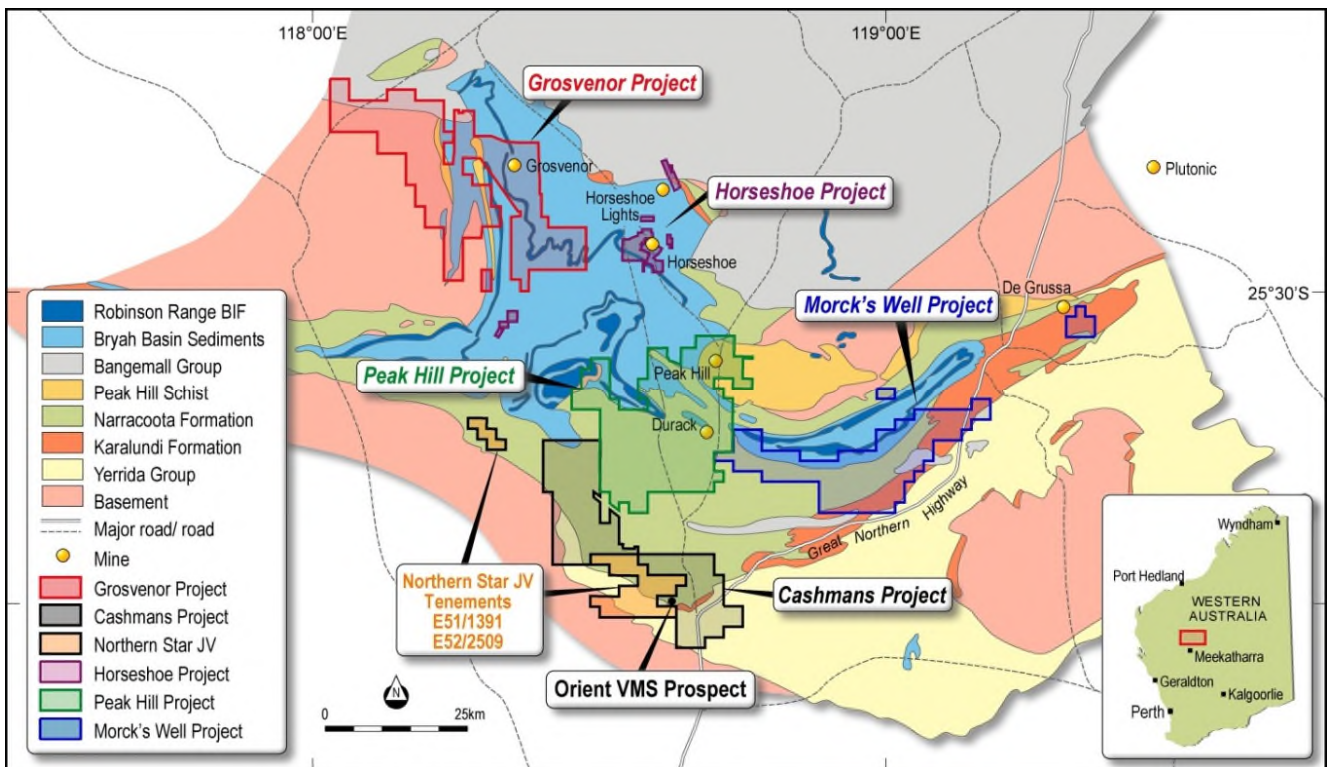 118°00'E
119°00'E
Grosvenor Project
Grosvenor
Plutonic
Horseshoe
Lights
Horseshoe Project
Horseshoe
De Grussa
25°30'S
Morck's Well Project
Peak Hill
Peak Hill Project
Durack
Great Northern Highway
Northern Star JV
Tenements
E51/1391
E52/2509
Cashmans Project
Orient VMS Prospect
N
0
25km
Robinson Range BIF
Bryah Basin Sediments
Bangemall Group
Peak Hill Schist
Narracoota Formation
Karalundi Formation
Yerrida Group
Basement
Major road/ road
Mine
Grosvenor Project
Cashmans Project
Northern Star JV
Horseshoe Project
Peak Hill Project
Morck's Well Project
Wyndham
Port Hedland
WESTERN
AUSTRALIA
Meekatharra
Geraldton
Kalgoorlie
Perth